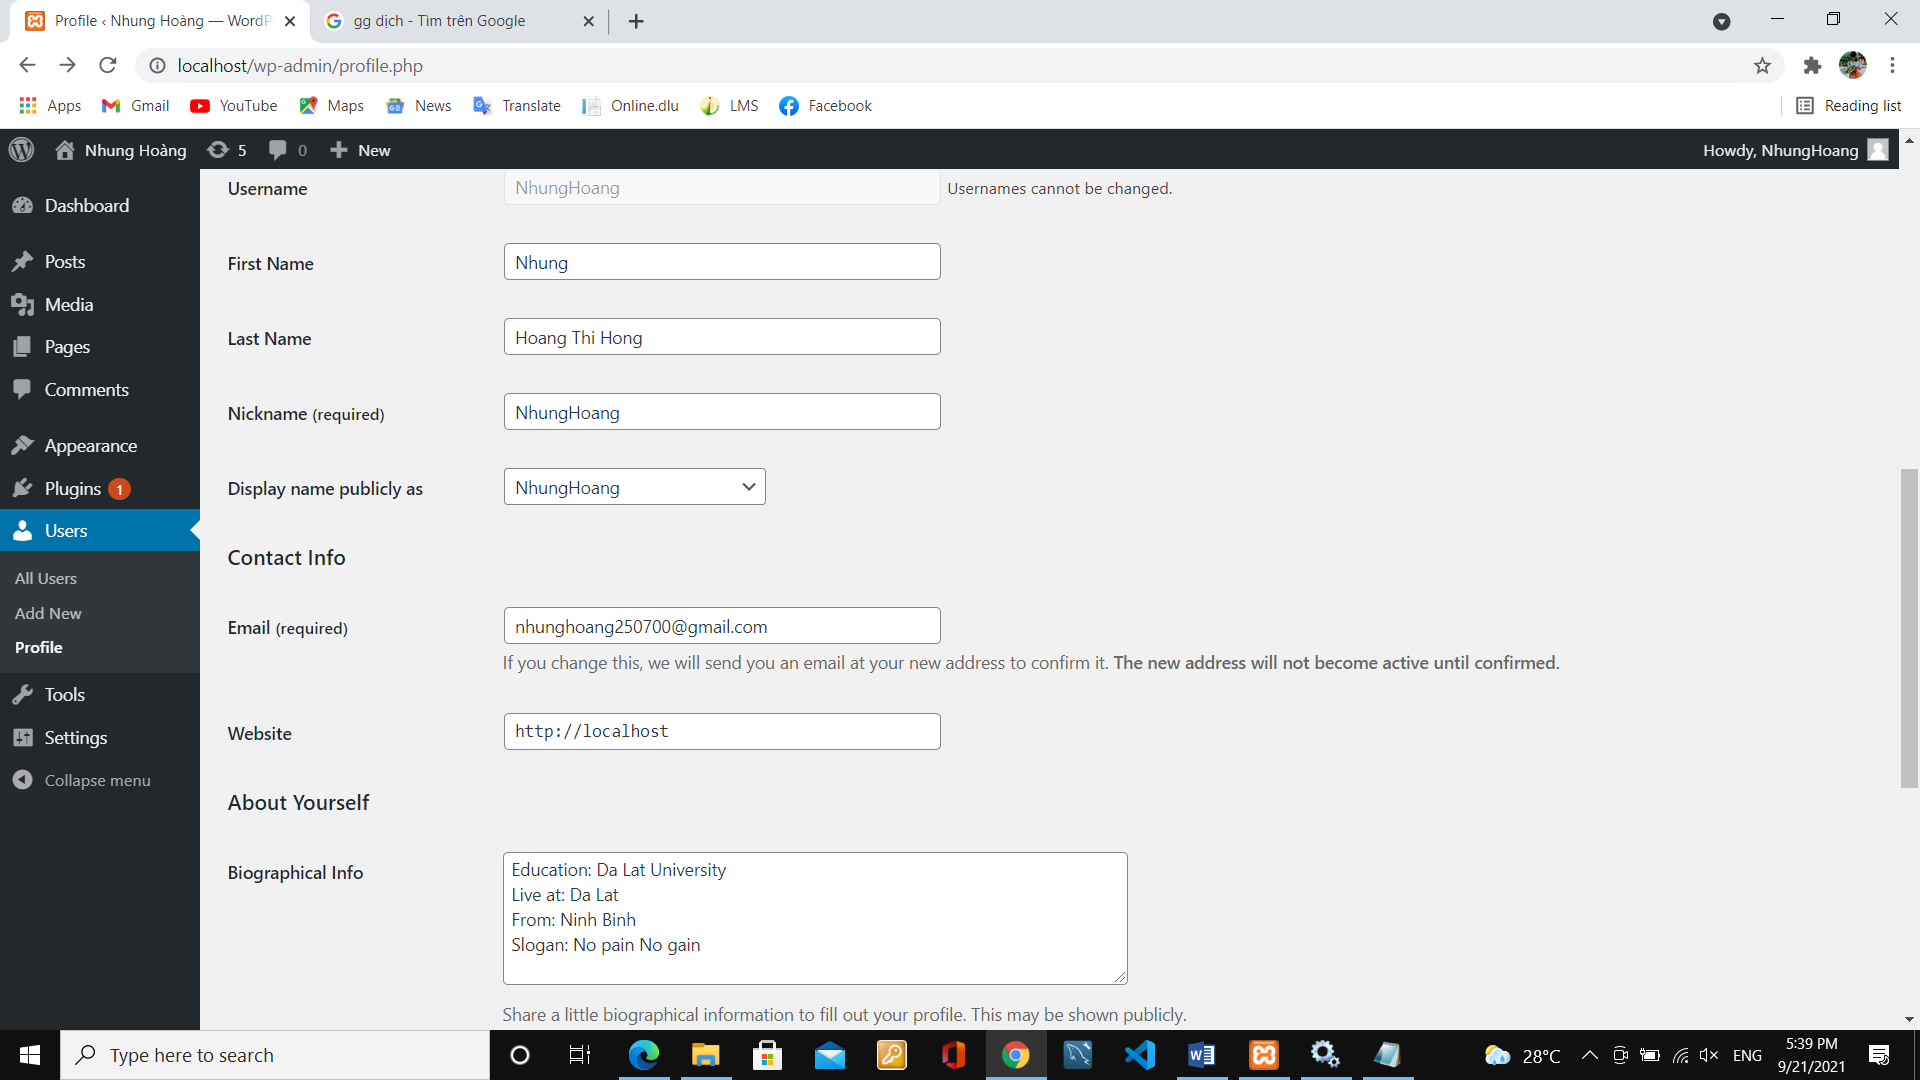 Profile ‹ Nhung Hoàng — WordP
gg dịch - Tìm trên Google
localhost/wp-admin/profile.php
Apps
Gmail
YouTube
Maps
News
Translate
Online.dlu
LMS
Facebook
Reading list
Nhung Hoàng
5
0
New
Howdy, NhungHoang
Dashboard
Posts
Media
Pages
Comments
Appearance
Plugins 1
Users
All Users
Add New
Profile
Tools
Settings
Collapse menu
Username
NhungHoang
Usernames cannot be changed.
First Name
Nhung
Last Name
Hoang Thi Hong
Nickname (required)
NhungHoang
Display name publicly as
NhungHoang
Contact Info
Email (required)
nhunghoang250700@gmail.com
If you change this, we will send you an email at your new address to confirm it. The new address will not become active until confirmed.
Website
http://localhost
About Yourself
Biographical Info
Education: Da Lat University
Live at: Da Lat
From: Ninh Binh
Slogan: No pain No gain
Share a little biographical information to fill out your profile. This may be shown publicly.
Type here to search
28°C
ENG
5:39 PM
9/21/2021